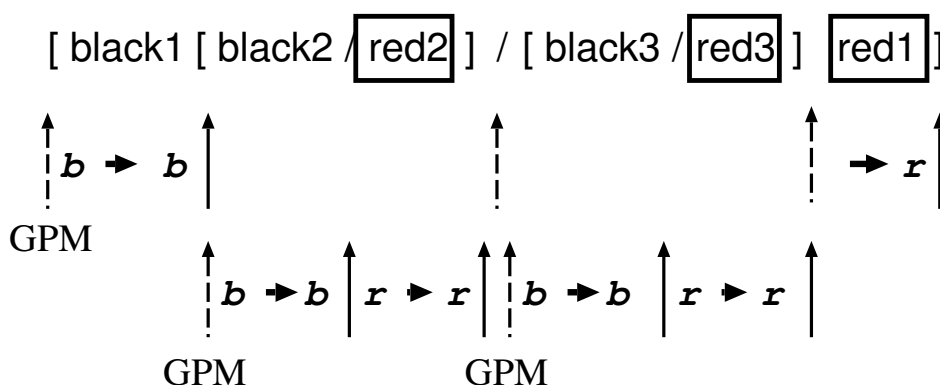 [ black1 [ black2 / red2 ] / [ black3 / red3 ] red1 ]
b b r
GPM
b b r r b b r r
GPM GPM